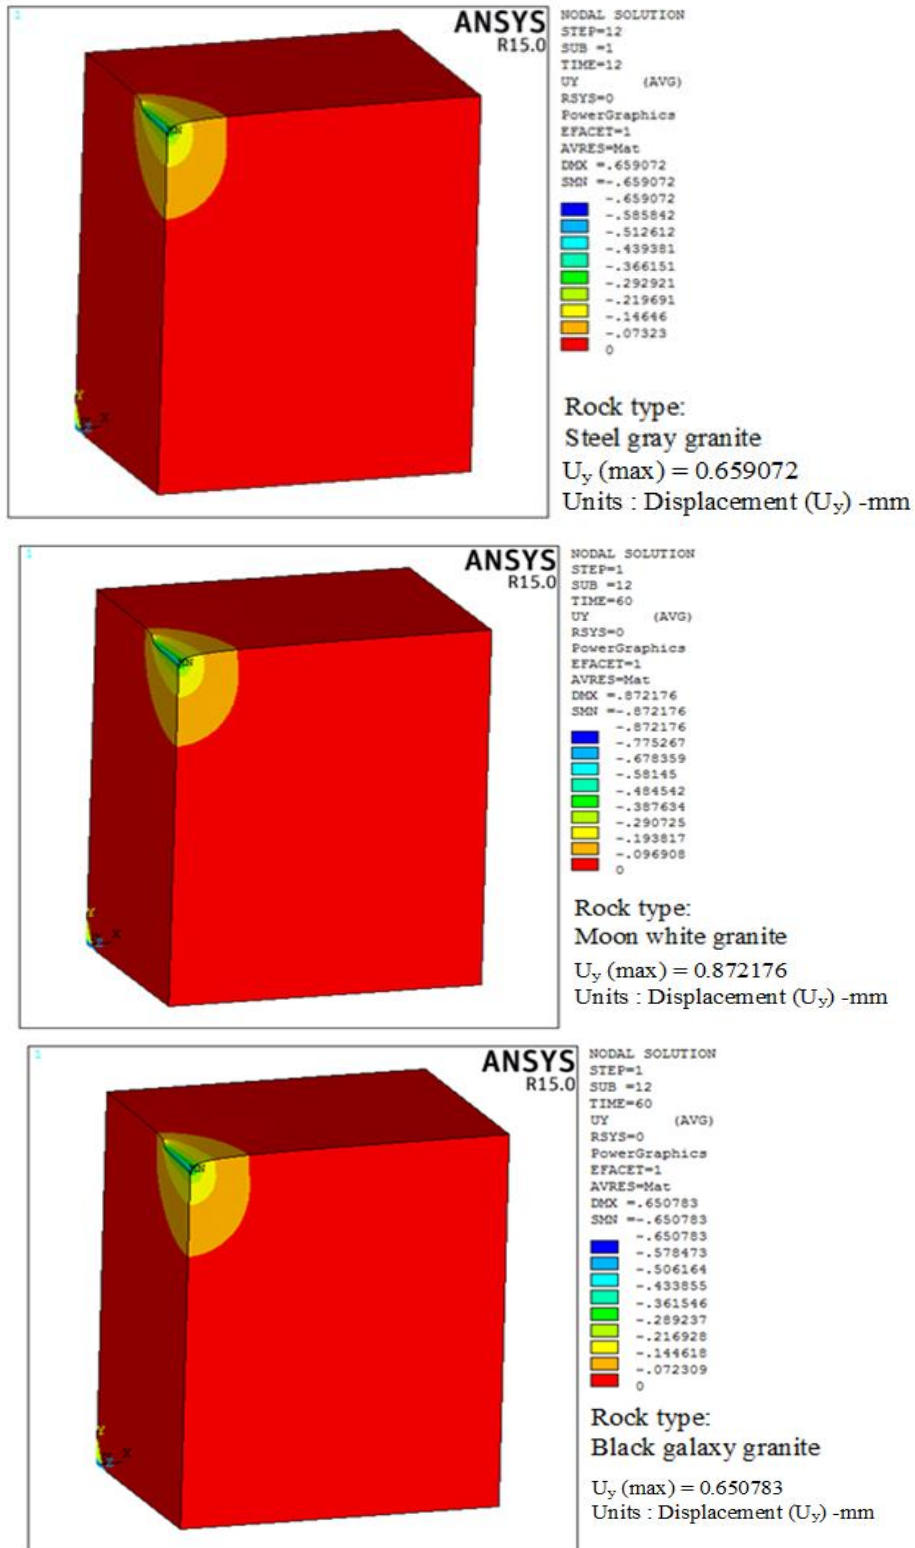 1
ANSYS
R15.0
NODAL SOLUTION
STEP=12
SUB =1
TIME=12
UY (AVG)
RSYS=0
PowerGraphics
EFACET=1
AVRES=Mat
DMX =.659072
SMN =-.659072
-.659072
-.585842
-.512612
-.439381
-.366151
-.292921
-.219691
-.14646
-.07323
0
Y
X
Z
Rock type:
Steel gray granite
Uy (max) = 0.659072
Units : Displacement (Uy) -mm
1
ANSYS
R15.0
NODAL SOLUTION
STEP=1
SUB =12
TIME=60
UY (AVG)
RSYS=0
PowerGraphics
EFACET=1
AVRES=Mat
DMX =.872176
SMN =-.872176
-.872176
-.775267
-.678359
-.58145
-.484542
-.387634
-.290725
-.193817
-.096908
0
Y
X
Z
Rock type:
Moon white granite
Uy (max) = 0.872176
Units : Displacement (Uy) -mm
1
ANSYS
R15.0
NODAL SOLUTION
STEP=1
SUB =12
TIME=60
UY (AVG)
RSYS=0
PowerGraphics
EFACET=1
AVRES=Mat
DMX =.650783
SMN =-.650783
-.650783
-.578473
-.506164
-.433855
-.361546
-.289237
-.216928
-.144618
-.072309
0
Y
X
Z
Rock type:
Black galaxy granite
Uy (max) = 0.650783
Units : Displacement (Uy) -mm